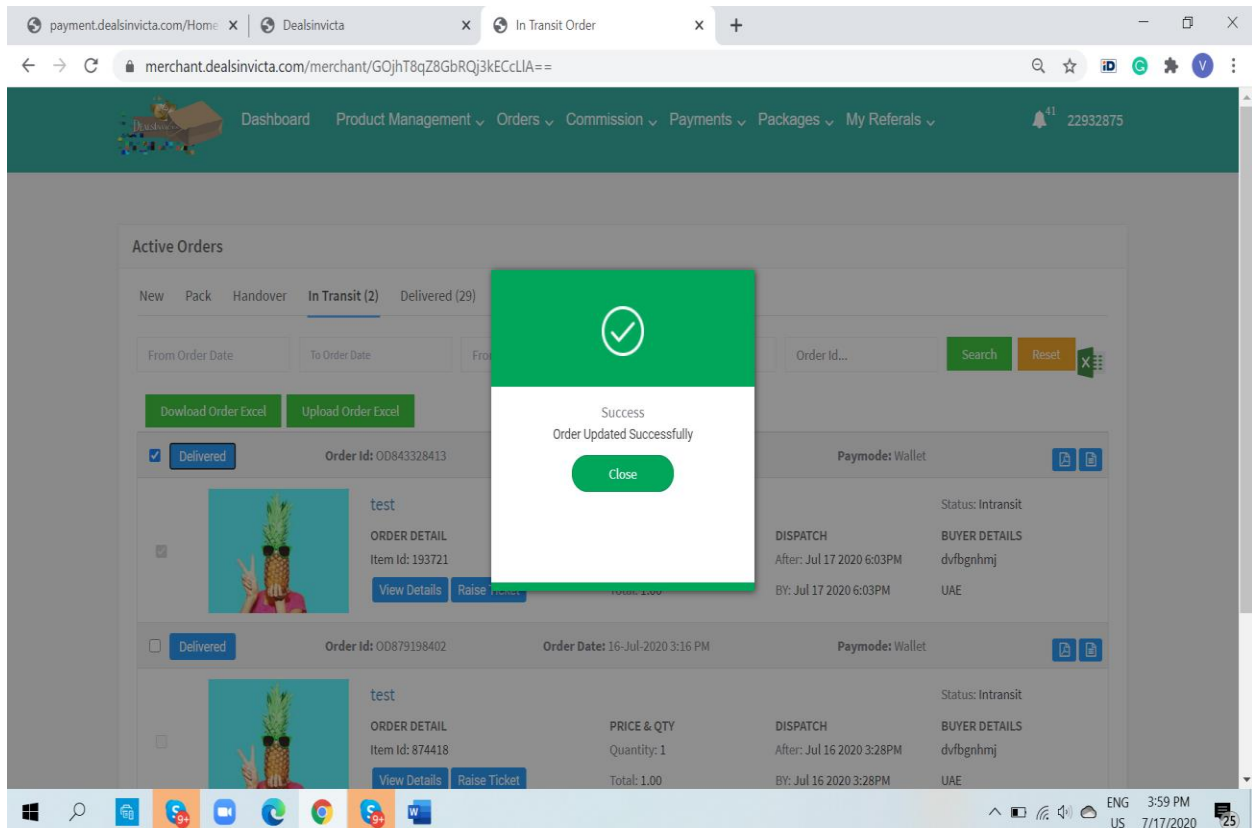 payment.dealsinvicta.com/Home
Dealsinvicta
In Transit Order
merchant.dealsinvicta.com/merchant/GOjhT8qZ8GbRQj3kECcLlA==
Dashboard Product Management Orders Commission Payments Packages My Referals 41 22932875
Active Orders
New Pack Handover In Transit (2) Delivered (29)
From Order Date To Order Date Order Id... Search Reset
Dowload Order Excel Upload Order Excel
Success
Order Updated Successfully
Close
Delivered Order Id: OD843328413 Paymode: Wallet
test Status: Intransit
ORDER DETAIL DISPATCH BUYER DETAILS
Item Id: 193721 After: Jul 17 2020 6:03PM dvfbgnhmj
View Details Raise Ticket Total: 1.00 BY: Jul 17 2020 6:03PM UAE
Delivered Order Id: OD879198402 Order Date: 16-Jul-2020 3:16 PM Paymode: Wallet
test Status: Intransit
ORDER DETAIL PRICE & QTY DISPATCH BUYER DETAILS
Item Id: 874418 Quantity: 1 After: Jul 16 2020 3:28PM dvfbgnhmj
View Details Raise Ticket Total: 1.00 BY: Jul 16 2020 3:28PM UAE
ENG 3:59 PM
US 7/17/2020 25